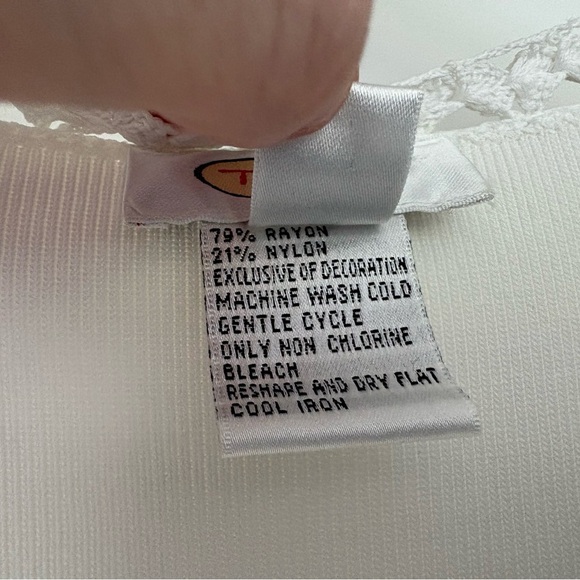 79% RAYON
21% NYLON
EXCLUSIVE OF DECORATION
MACHINE WASH COLD
GENTLE CYCLE
ONLY NON CHLORINE
BLEACH
RESHAPE AND DRY FLAT
COOL IRON